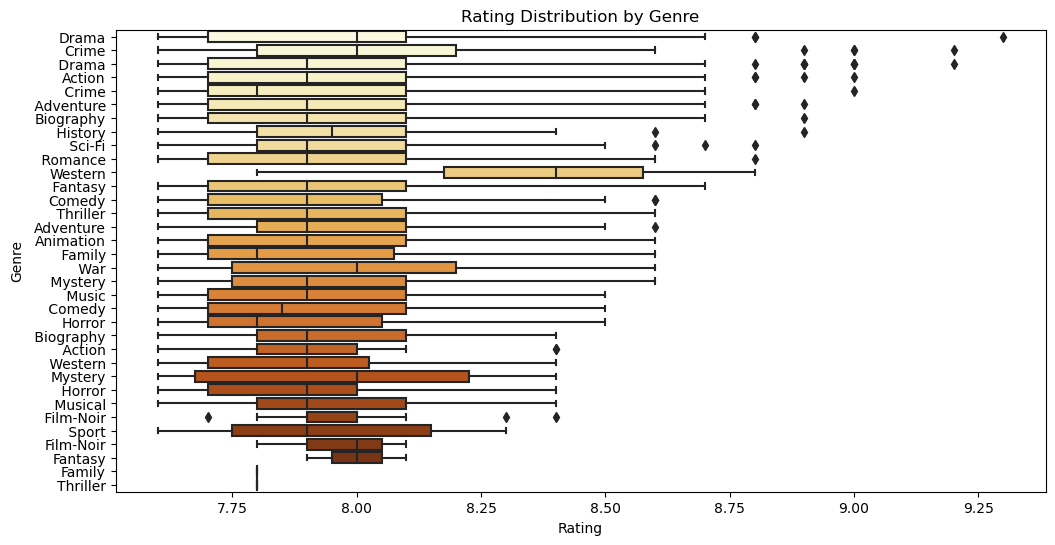 Rating Distribution by Genre
Drama
Crime
Drama
Action
Crime
Adventure
Biography
History
Sci-Fi
Romance
Western
Fantasy
Comedy
Thriller
Adventure
Animation
Family
War
Mystery
Music
Comedy
Horror
Biography
Action
Western
Mystery
Horror
Musical
Film-Noir
Sport
Film-Noir
Fantasy
Family
Thriller
Genre
7.75 8.00 8.25 8.50 8.75 9.00 9.25
Rating